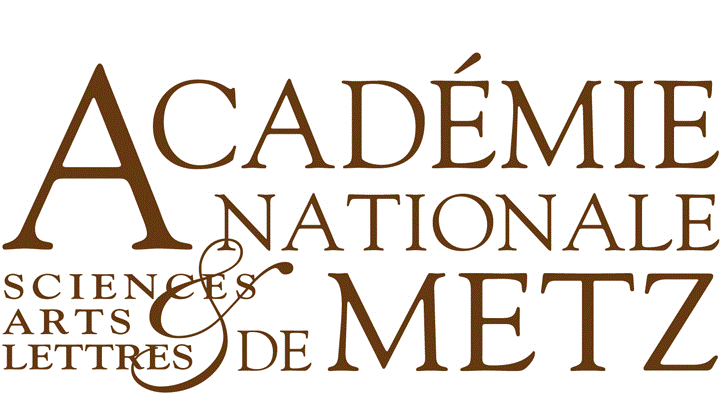 ACADÉMIE
NATIONALE
DE METZ
SCIENCES
ARTS &
LETTRES